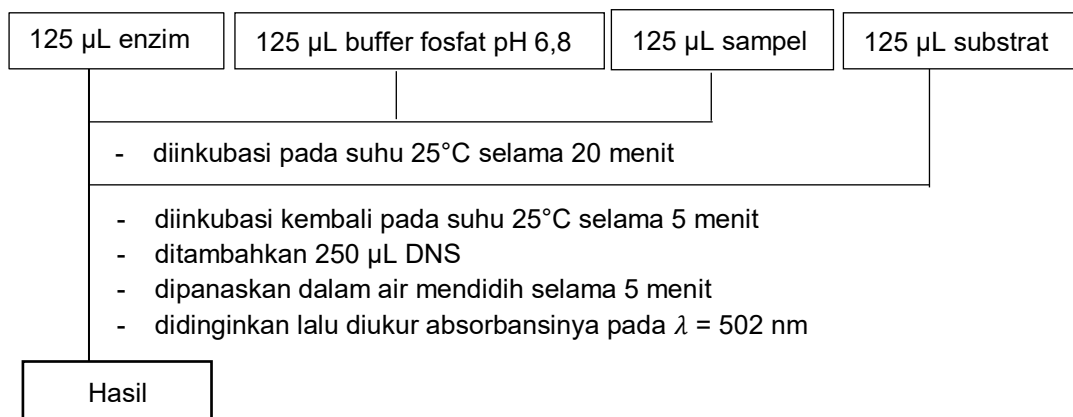 125 µL enzim
125 µL buffer fosfat pH 6,8
125 µL sampel
125 µL substrat
- diinkubasi pada suhu 25°C selama 20 menit
- diinkubasi kembali pada suhu 25°C selama 5 menit
- ditambahkan 250 µL DNS
- dipanaskan dalam air mendidih selama 5 menit
- didinginkan lalu diukur absorbansinya pada 𝜆 = 502 nm
Hasil